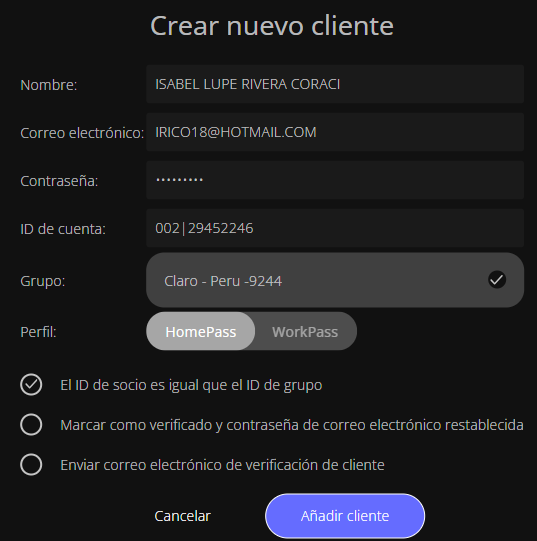 Crear nuevo cliente
Nombre: ISABEL LUPE RIVERA CORACI
Correo electrónico: IRICO18@HOTMAIL.COM
Contraseña: •••••••••
ID de cuenta: 002|29452246
Grupo: Claro - Peru -9244
Perfil: HomePass WorkPass
El ID de socio es igual que el ID de grupo
Marcar como verificado y contraseña de correo electrónico restablecida
Enviar correo electrónico de verificación de cliente
Cancelar Añadir cliente